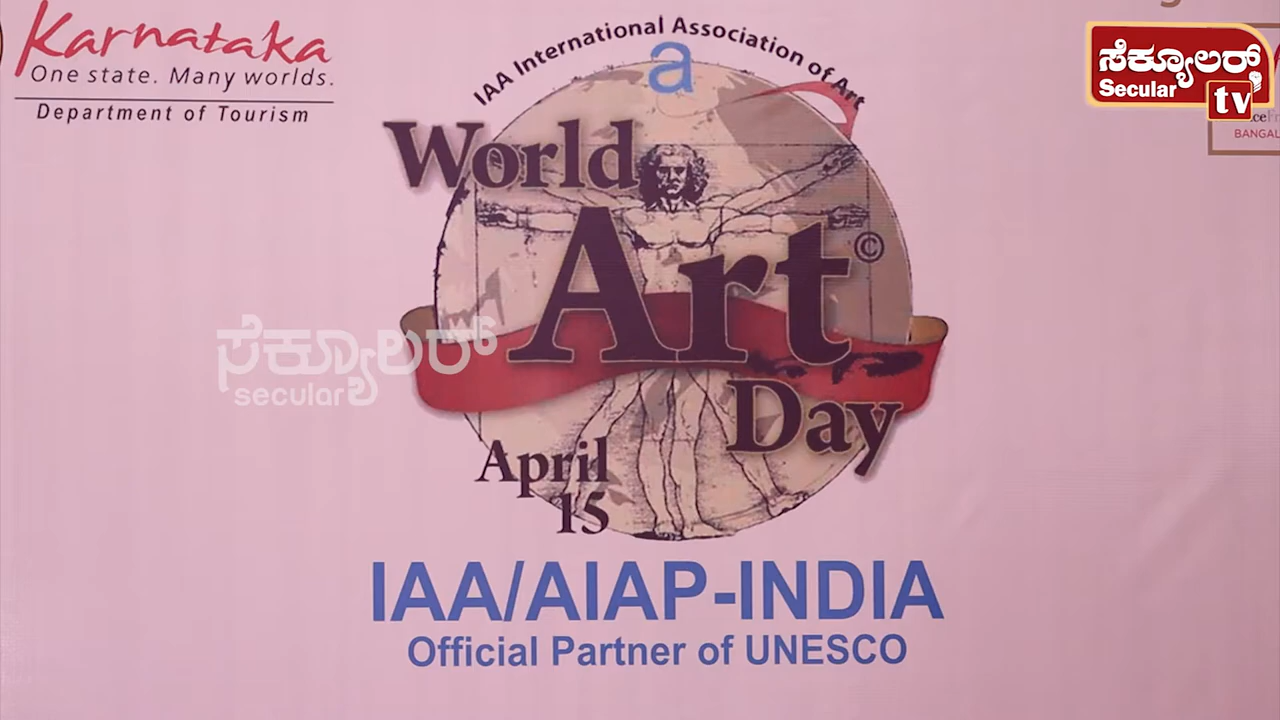 Karnataka
One state. Many worlds.
Department of Tourism
IAA International Association of Art
a
World
Art
©
Day
April
15
IAA/AIAP-INDIA
Official Partner of UNESCO
ಸೆಕ್ಯೂಲರ್
Secular
tv
BANGAL
ಸೆಕ್ಯೂಲರ್
secular